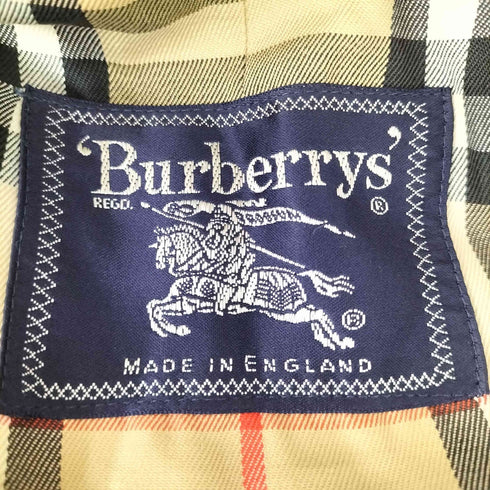 'Burberrys'
REGD. ®
®
MADE IN ENGLAND